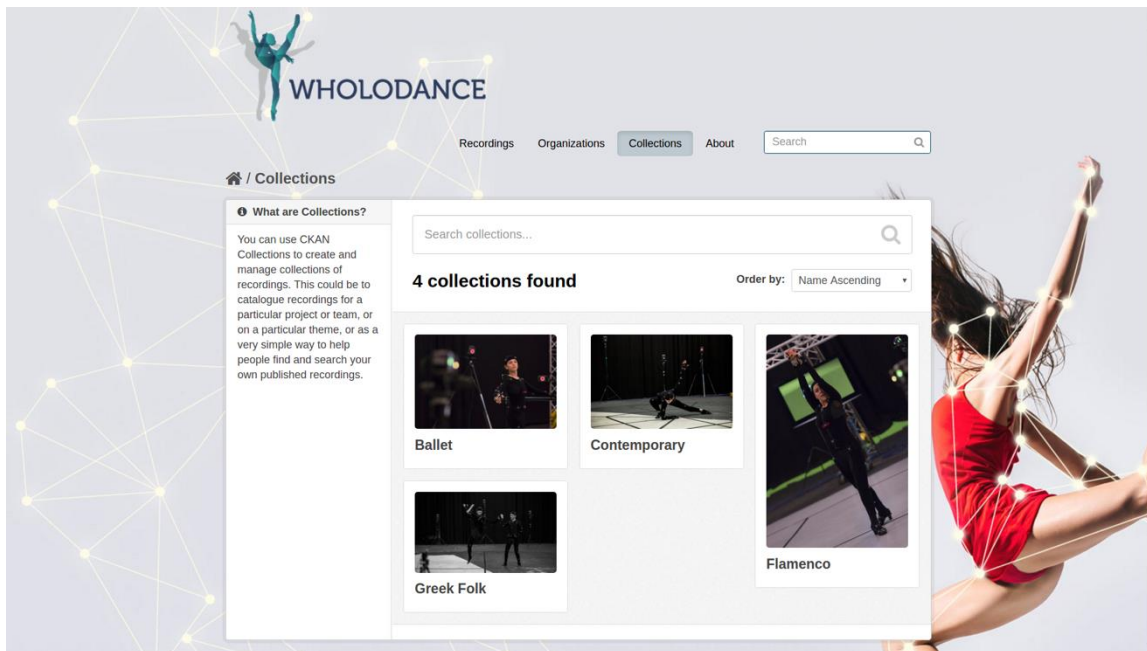 WHOLODANCE
Recordings Organizations Collections About Search
/ Collections
What are Collections?
You can use CKAN
Collections to create and
manage collections of
recordings. This could be to
catalogue recordings for a
particular project or team, or
on a particular theme, or as a
very simple way to help
people find and search your
own published recordings.
Search collections...
4 collections found
Order by: Name Ascending
Ballet
Contemporary
Flamenco
Greek Folk